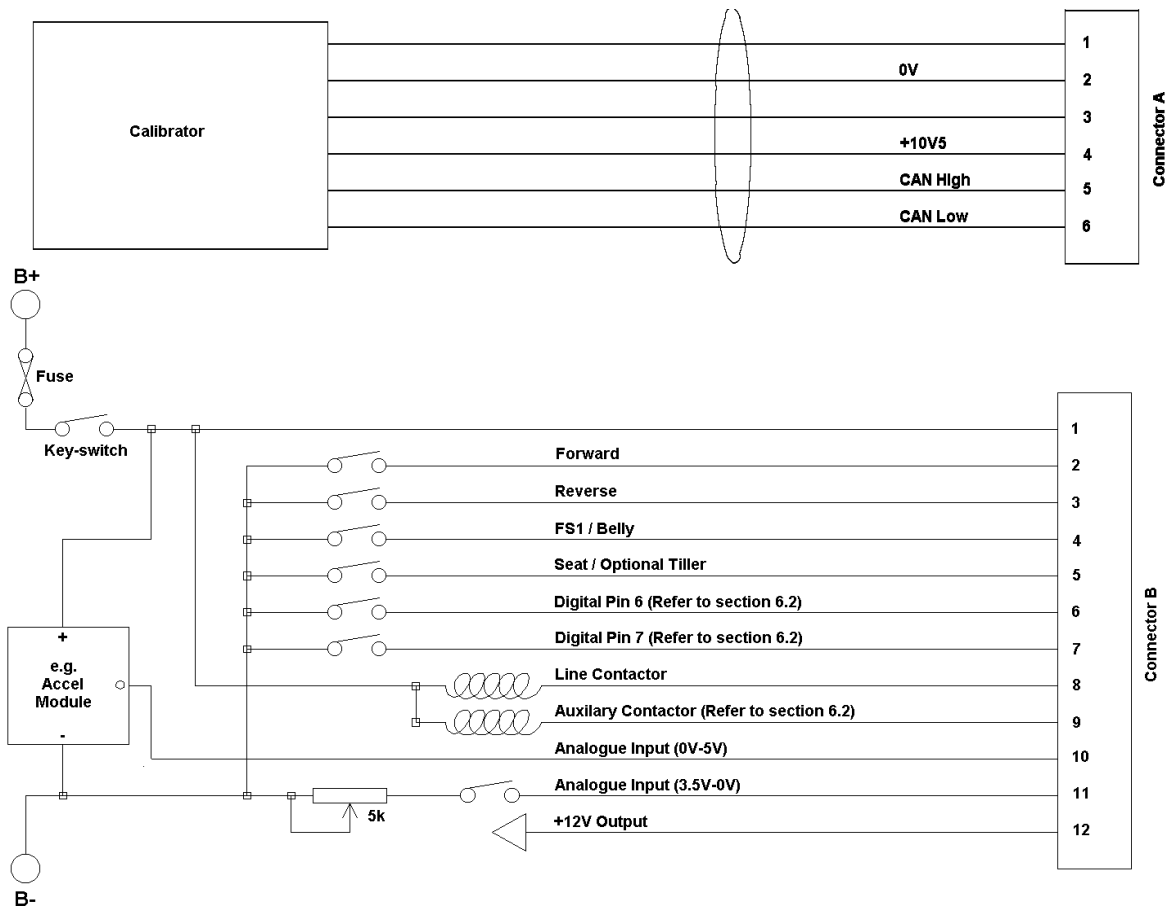 1
0V
2
Calibrator
3
+10V5
4
CAN High
5
CAN Low
6
Connector A
B+
Fuse
Key-switch
1
Forward
2
Reverse
3
FS1 / Belly
4
Seat / Optional Tiller
5
Digital Pin 6 (Refer to section 6.2)
6
Digital Pin 7 (Refer to section 6.2)
7
+
e.g.
Accel
Module
-
Line Contactor
8
Auxilary Contactor (Refer to section 6.2)
9
Analogue Input (0V-5V)
10
Analogue Input (3.5V-0V)
11
5k
+12V Output
12
Connector B
B-